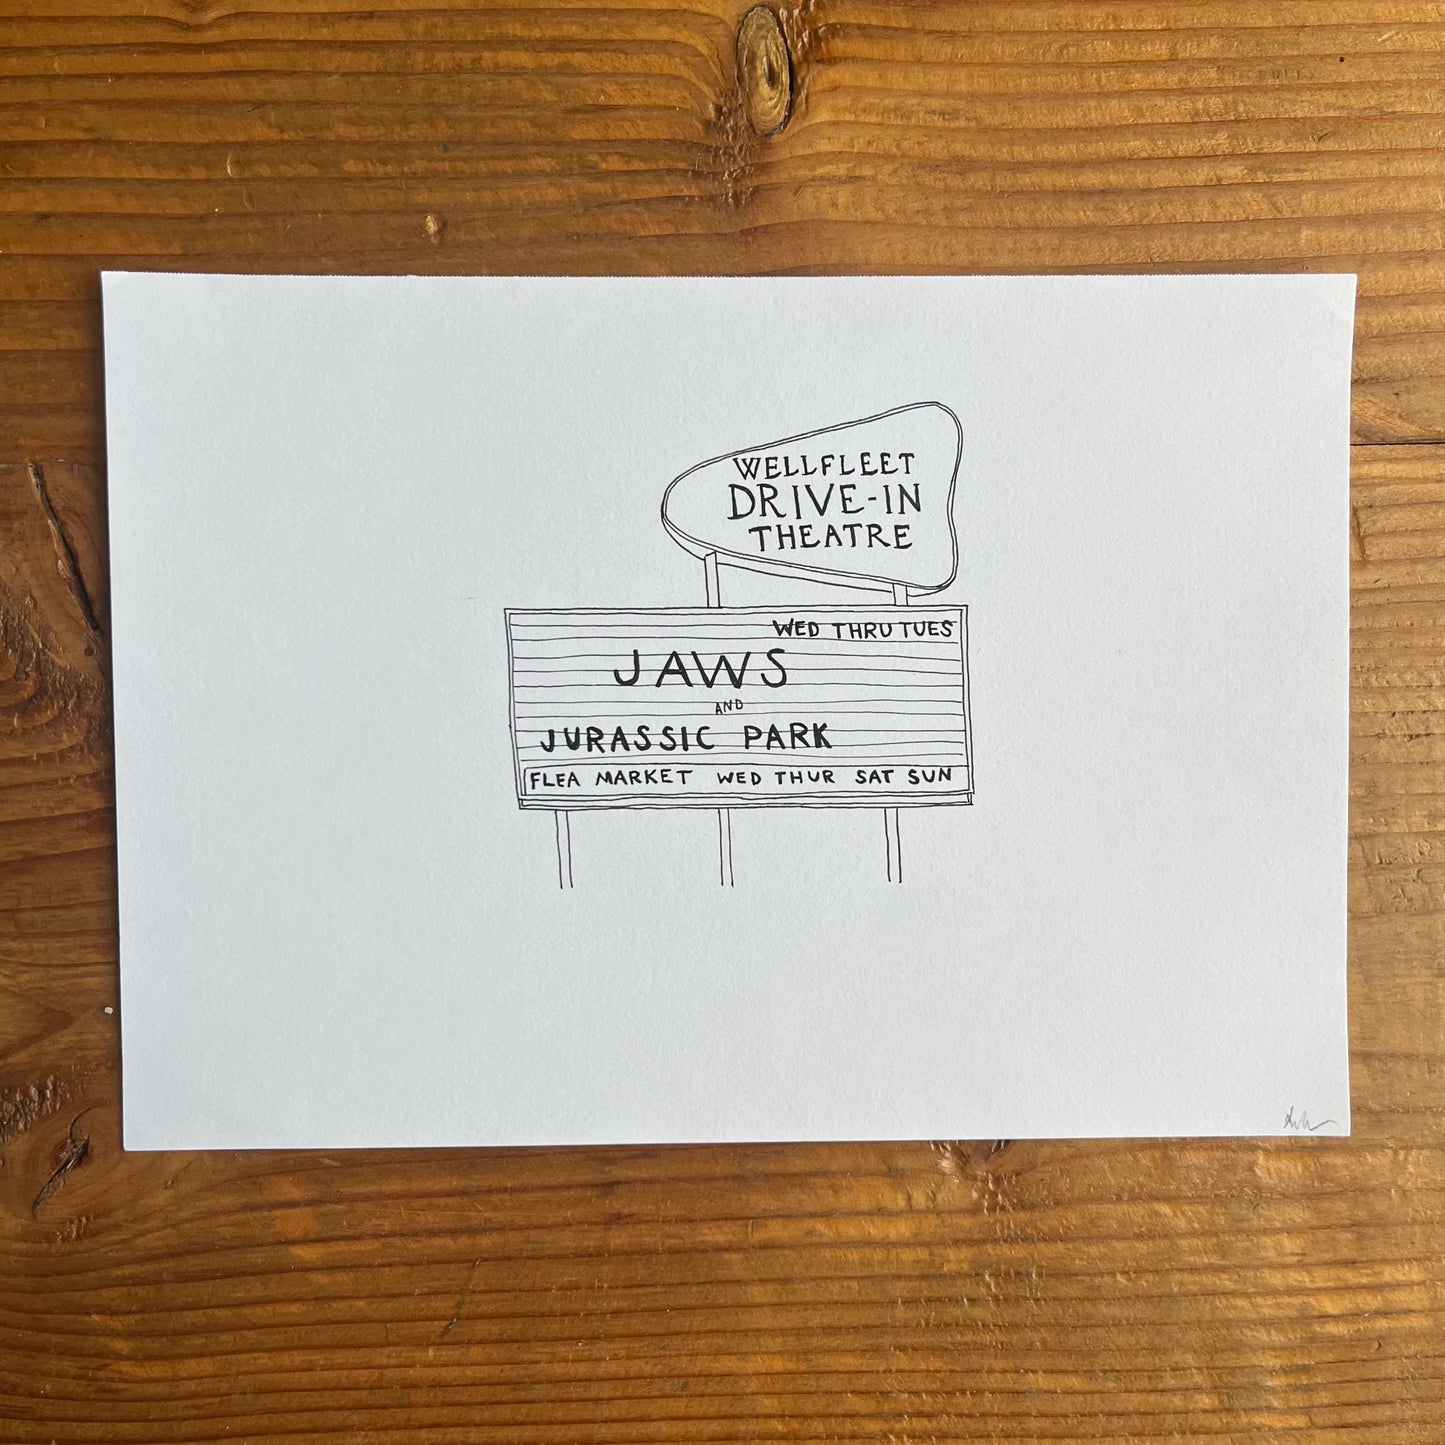 WELLFLEET
DRIVE-IN
THEATRE
WED THRU TUES
JAWS
AND
JURASSIC PARK
FLEA MARKET WED THUR SAT SUN